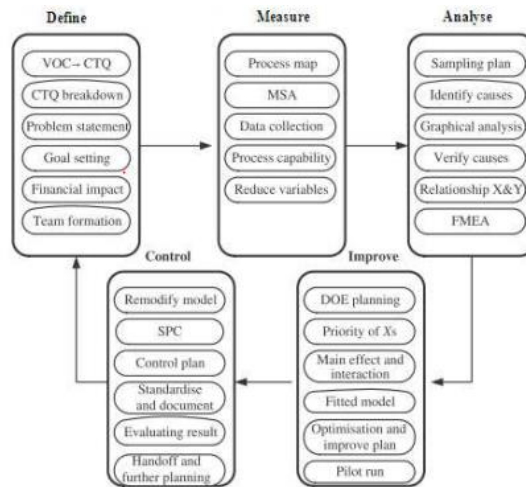 Define
VOC→ CTQ
CTQ breakdown
Problem statement
Goal setting
Financial impact
Team formation
Measure
Process map
MSA
Data collection
Process capability
Reduce variables
Analyse
Sampling plan
Identify causes
Graphical analysis
Verify causes
Relationship X&Y
FMEA
Improve
DOE planning
Priority of Xs
Main effect and
interaction
Fitted model
Optimisation and
improve plan
Pilot run
Control
Remodify model
SPC
Control plan
Standardise
and document
Evaluating result
Handoff and
further planning